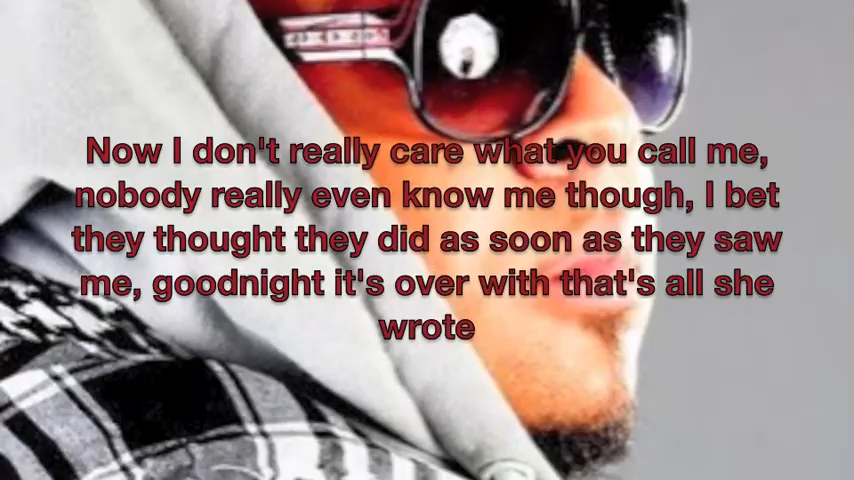 Now I don't really care what you call me,
nobody really even know me though, I bet
they thought they did as soon as they saw
me, goodnight it's over with that's all she
wrote